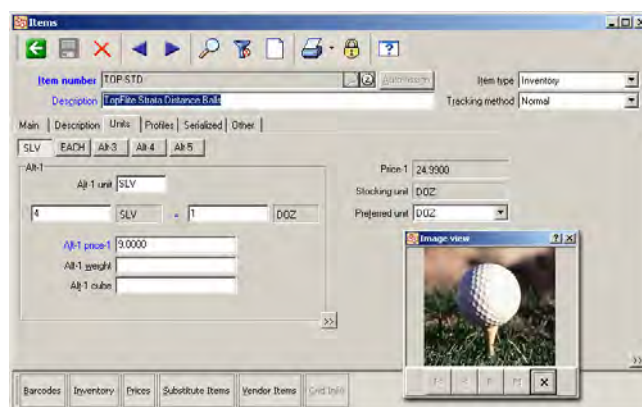 Items
Item number TOP-STD Item type Inventory
Description TopFlite Strata Distance Balls Tracking method Normal
Main Description Units Profiles Serialized Other
SLV EACH Alt-3 Alt-4 Alt-5
Alt-1
Alt-1 unit SLV
4 SLV = 1 DOZ
Alt-1 price-1 9.0000
Alt-1 weight
Alt-1 cube
>>
Price-1 24.9900
Stocking unit DOZ
Preferred unit DOZ
Image view
>>
Barcodes Inventory Prices Substitute Items Vendor Items Grid Info